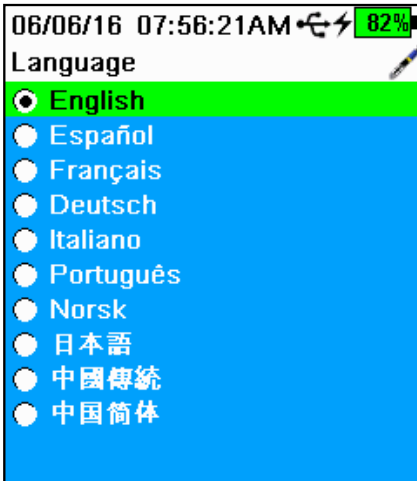 06/06/16 07:56:21AM 82%
Language
English
Español
Français
Deutsch
Italiano
Português
Norsk
日本語
中國傳統
中国简体